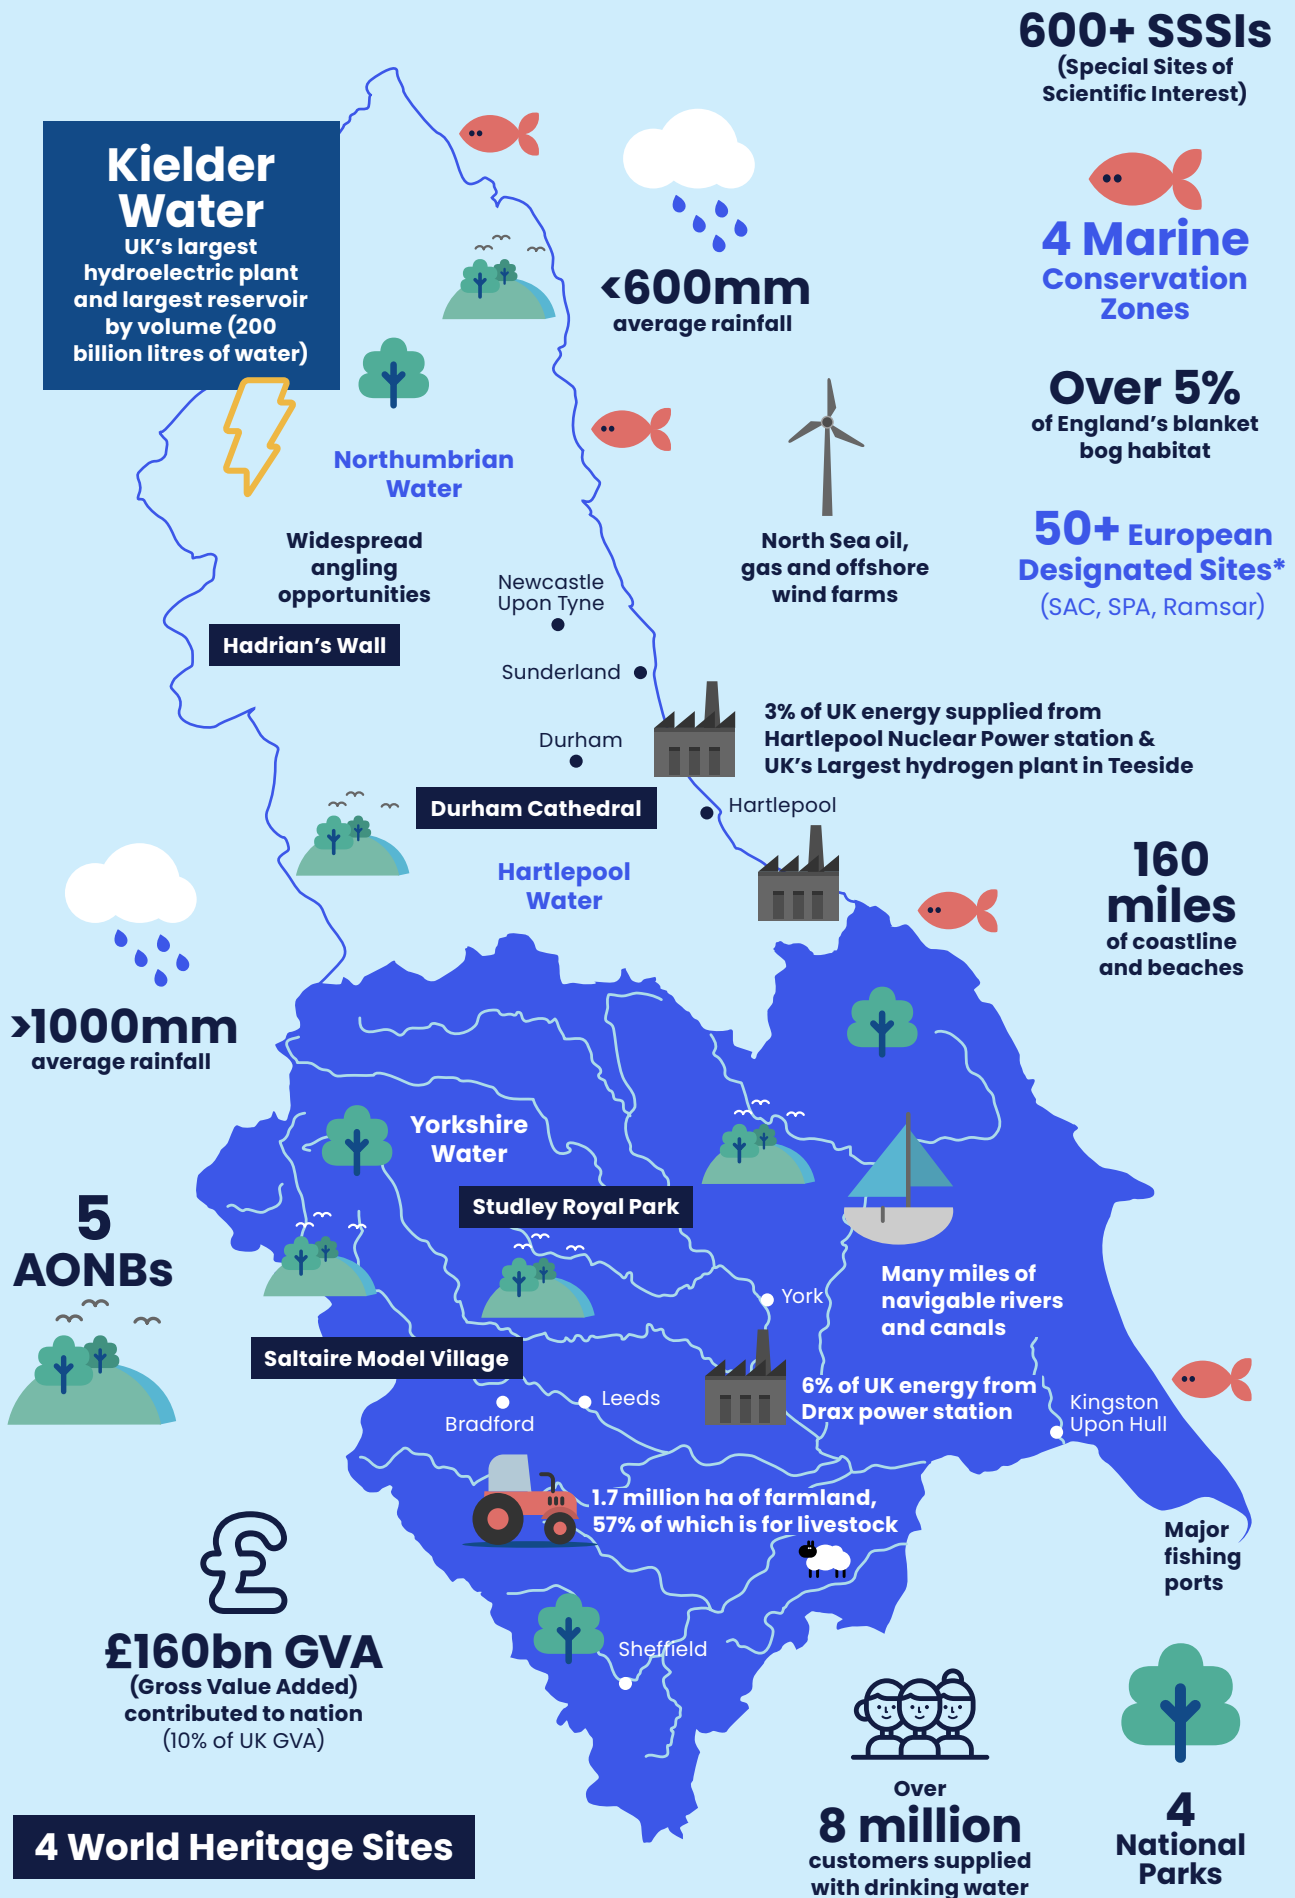 600+ SSSIs
(Special Sites of
Scientific Interest)
Kielder
Water
UK's largest
hydroelectric plant
and largest reservoir
by volume (200
billion litres of water)
<600mm
average rainfall
4 Marine
Conservation
Zones
Over 5%
of England's blanket
bog habitat
Northumbrian
Water
50+ European
Designated Sites*
(SAC, SPA, Ramsar)
Widespread
angling
opportunities
North Sea oil,
gas and offshore
wind farms
Newcastle
Upon Tyne
Hadrian's Wall
Sunderland
3% of UK energy supplied from
Hartlepool Nuclear Power station &
UK's Largest hydrogen plant in Teeside
Durham
Durham Cathedral
Hartlepool
Hartlepool
Water
160
miles
of coastline
and beaches
>1000mm
average rainfall
Yorkshire
Water
Studley Royal Park
5
AONBs
Many miles of
navigable rivers
and canals
York
Saltaire Model Village
6% of UK energy from
Drax power station
Leeds
Bradford
Kingston
Upon Hull
1.7 million ha of farmland,
57% of which is for livestock
Major
fishing
ports
£160bn GVA
(Gross Value Added)
contributed to nation
(10% of UK GVA)
Sheffield
Over
8 million
customers supplied
with drinking water
4
National
Parks
4 World Heritage Sites